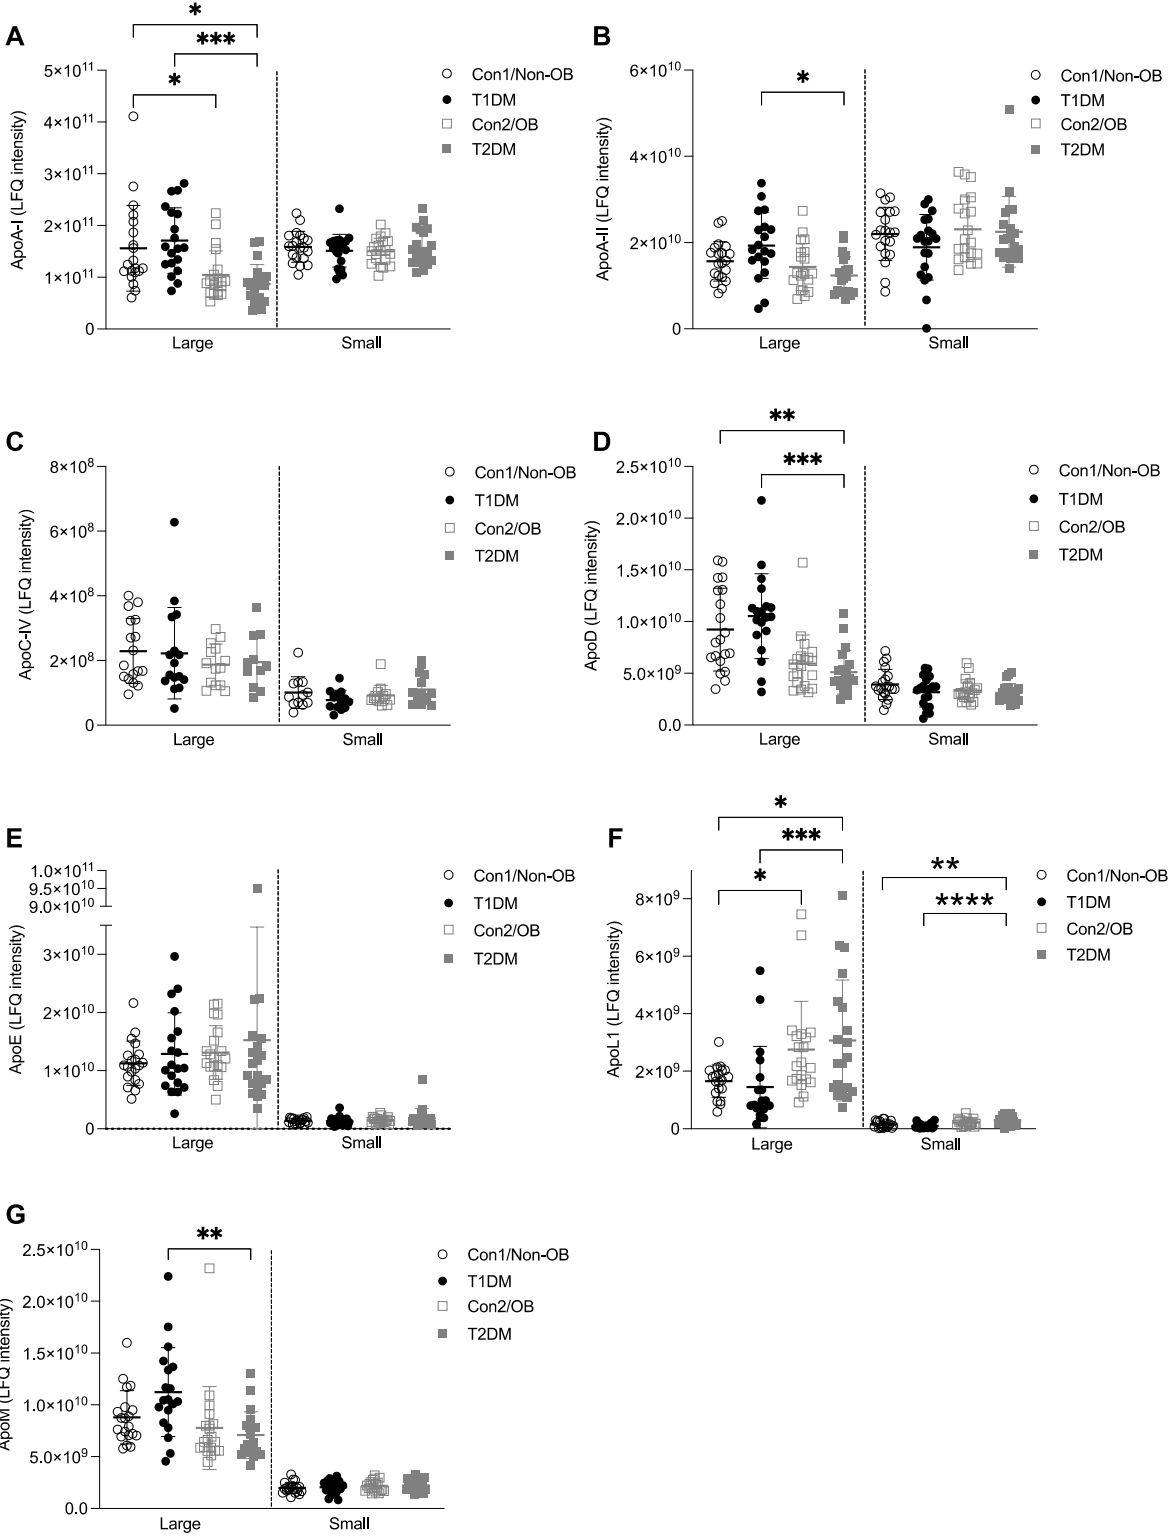 A
ApoA-I (LFQ intensity)
5×10¹¹
4×10¹¹
3×10¹¹
2×10¹¹
1×10¹¹
0
*
***
*
Large
Small
Con1/Non-OB
T1DM
Con2/OB
T2DM
B
ApoA-II (LFQ intensity)
6×10¹⁰
4×10¹⁰
2×10¹⁰
0
*
Large
Small
Con1/Non-OB
T1DM
Con2/OB
T2DM
C
ApoC-IV (LFQ intensity)
8×10⁸
6×10⁸
4×10⁸
2×10⁸
0
Large
Small
Con1/Non-OB
T1DM
Con2/OB
T2DM
D
ApoD (LFQ intensity)
2.5×10¹⁰
2.0×10¹⁰
1.5×10¹⁰
1.0×10¹⁰
5.0×10⁹
0.0
**
***
Large
Small
Con1/Non-OB
T1DM
Con2/OB
T2DM
E
ApoE (LFQ intensity)
1.0×10¹¹
9.5×10¹⁰
9.0×10¹⁰
3×10¹⁰
2×10¹⁰
1×10¹⁰
0
Large
Small
Con1/Non-OB
T1DM
Con2/OB
T2DM
F
ApoL1 (LFQ intensity)
8×10⁹
6×10⁹
4×10⁹
2×10⁹
0
*
***
*
**
****
Large
Small
Con1/Non-OB
T1DM
Con2/OB
T2DM
G
ApoM (LFQ intensity)
2.5×10¹⁰
2.0×10¹⁰
1.5×10¹⁰
1.0×10¹⁰
5.0×10⁹
0.0
**
Large
Small
Con1/Non-OB
T1DM
Con2/OB
T2DM